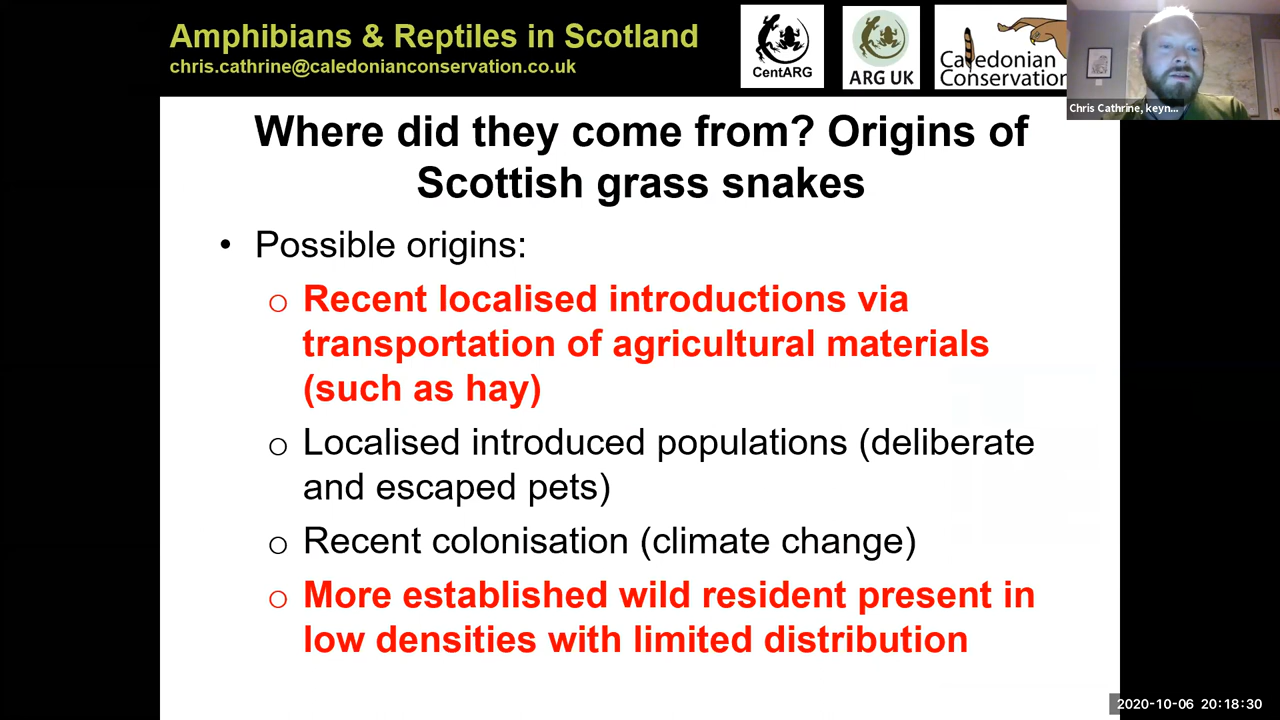 Amphibians & Reptiles in Scotland
chris.cathrine@caledonianconservation.co.uk
CentARG
ARG UK
Caledonian
Conservation
Chris Cathrine, keyn...
Where did they come from? Origins of
Scottish grass snakes
• Possible origins:
o Recent localised introductions via
transportation of agricultural materials
(such as hay)
o Localised introduced populations (deliberate
and escaped pets)
o Recent colonisation (climate change)
o More established wild resident present in
low densities with limited distribution
2020-10-06 20:18:30